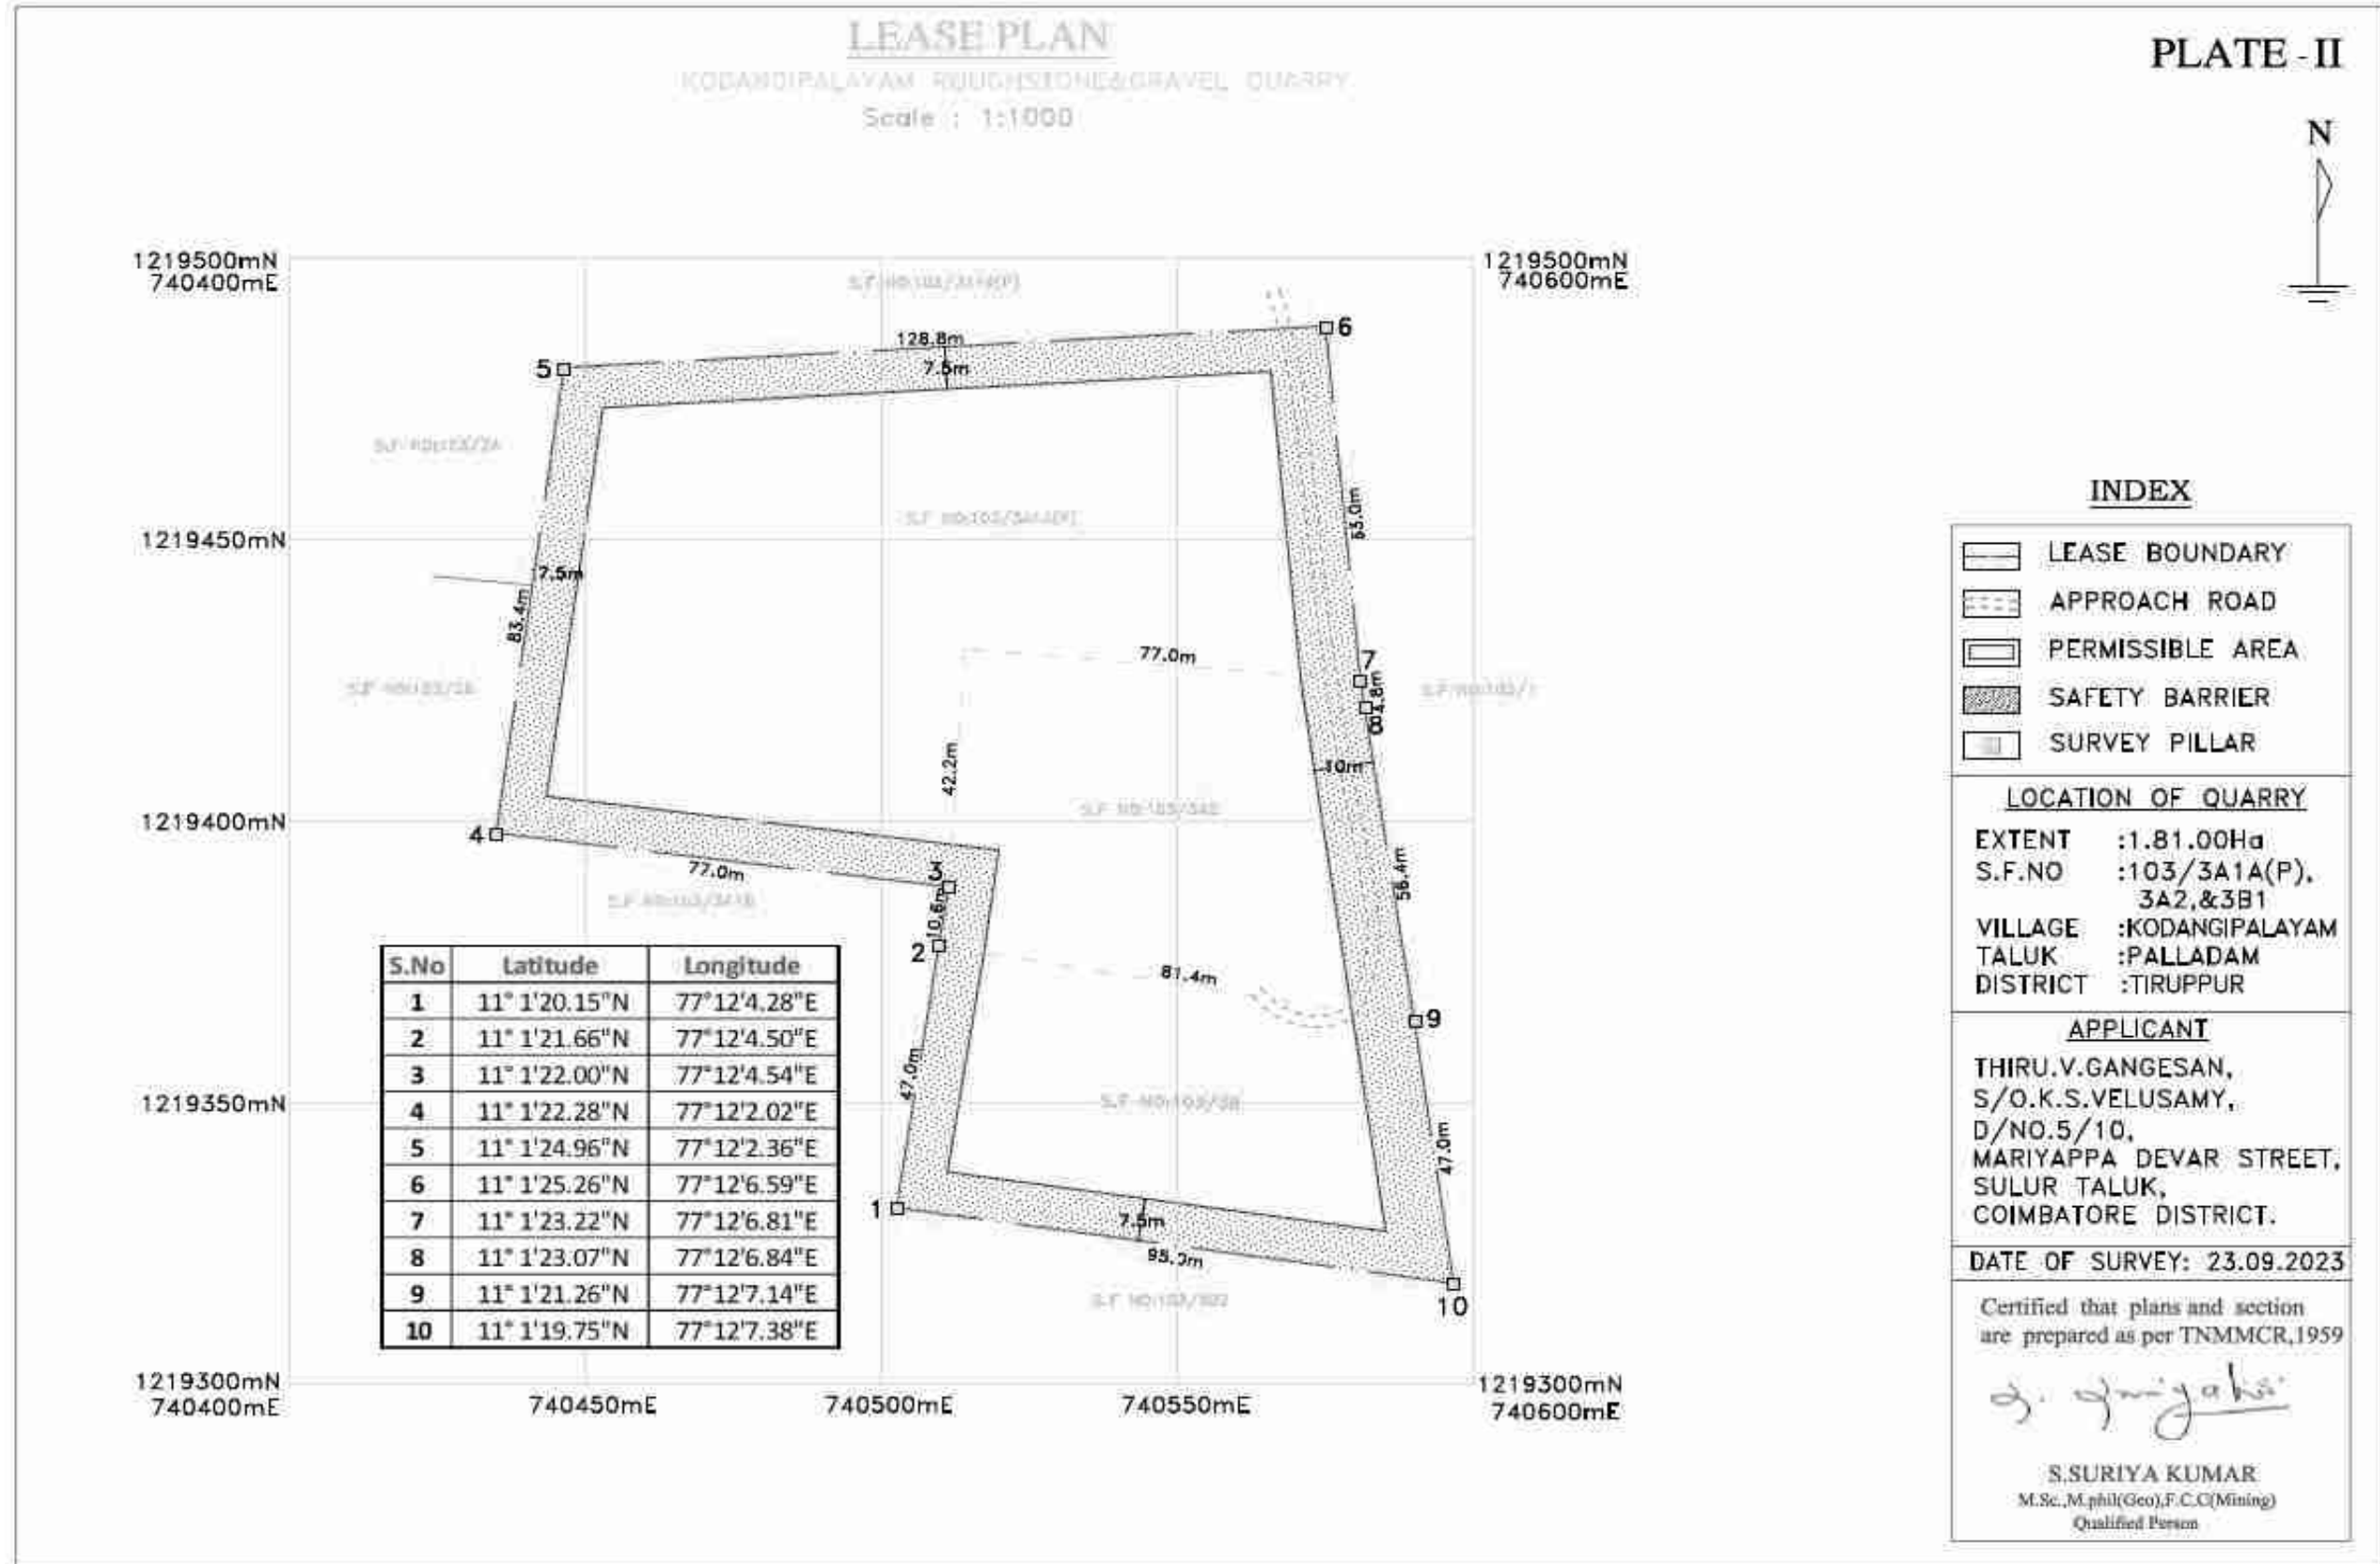 LEASE PLAN
KODANGIPALAYAM ROUGHSTONE&GRAVEL QUARRY
Scale : 1:1000
PLATE - II
N
1219500mN
740400mE
1219500mN
740600mE
128.8m
7.5m
5
6
1219450mN
7.5m
83.4m
53.0m
77.0m
7
4.8m
8
42.2m
10m
1219400mN
4
77.0m
3
10.6m
2
56.4m
81.4m
9
47.0m
1219350mN
1
7.5m
47.0m
10
S.No Latitude Longitude
1 11° 1'20.15"N 77°12'4.28"E
2 11° 1'21.66"N 77°12'4.50"E
3 11° 1'22.00"N 77°12'4.54"E
4 11° 1'22.28"N 77°12'2.02"E
5 11° 1'24.96"N 77°12'2.36"E
6 11° 1'25.26"N 77°12'6.59"E
7 11° 1'23.22"N 77°12'6.81"E
8 11° 1'23.07"N 77°12'6.84"E
9 11° 1'21.26"N 77°12'7.14"E
10 11° 1'19.75"N 77°12'7.38"E
1219300mN
740400mE
740450mE
740500mE
740550mE
1219300mN
740600mE
INDEX
LEASE BOUNDARY
APPROACH ROAD
PERMISSIBLE AREA
SAFETY BARRIER
SURVEY PILLAR
LOCATION OF QUARRY
EXTENT :1.81.00Ha
S.F.NO :103/3A1A(P),
3A2,&3B1
VILLAGE :KODANGIPALAYAM
TALUK :PALLADAM
DISTRICT :TIRUPPUR
APPLICANT
THIRU.V.GANGESAN,
S/O.K.S.VELUSAMY,
D/NO.5/10,
MARIYAPPA DEVAR STREET,
SULUR TALUK,
COIMBATORE DISTRICT.
DATE OF SURVEY: 23.09.2023
Certified that plans and section
are prepared as per TNMMCR,1959
S.SURIYA KUMAR
M.Sc.,M.phil(Geo),F.C.C(Mining)
Qualified Person